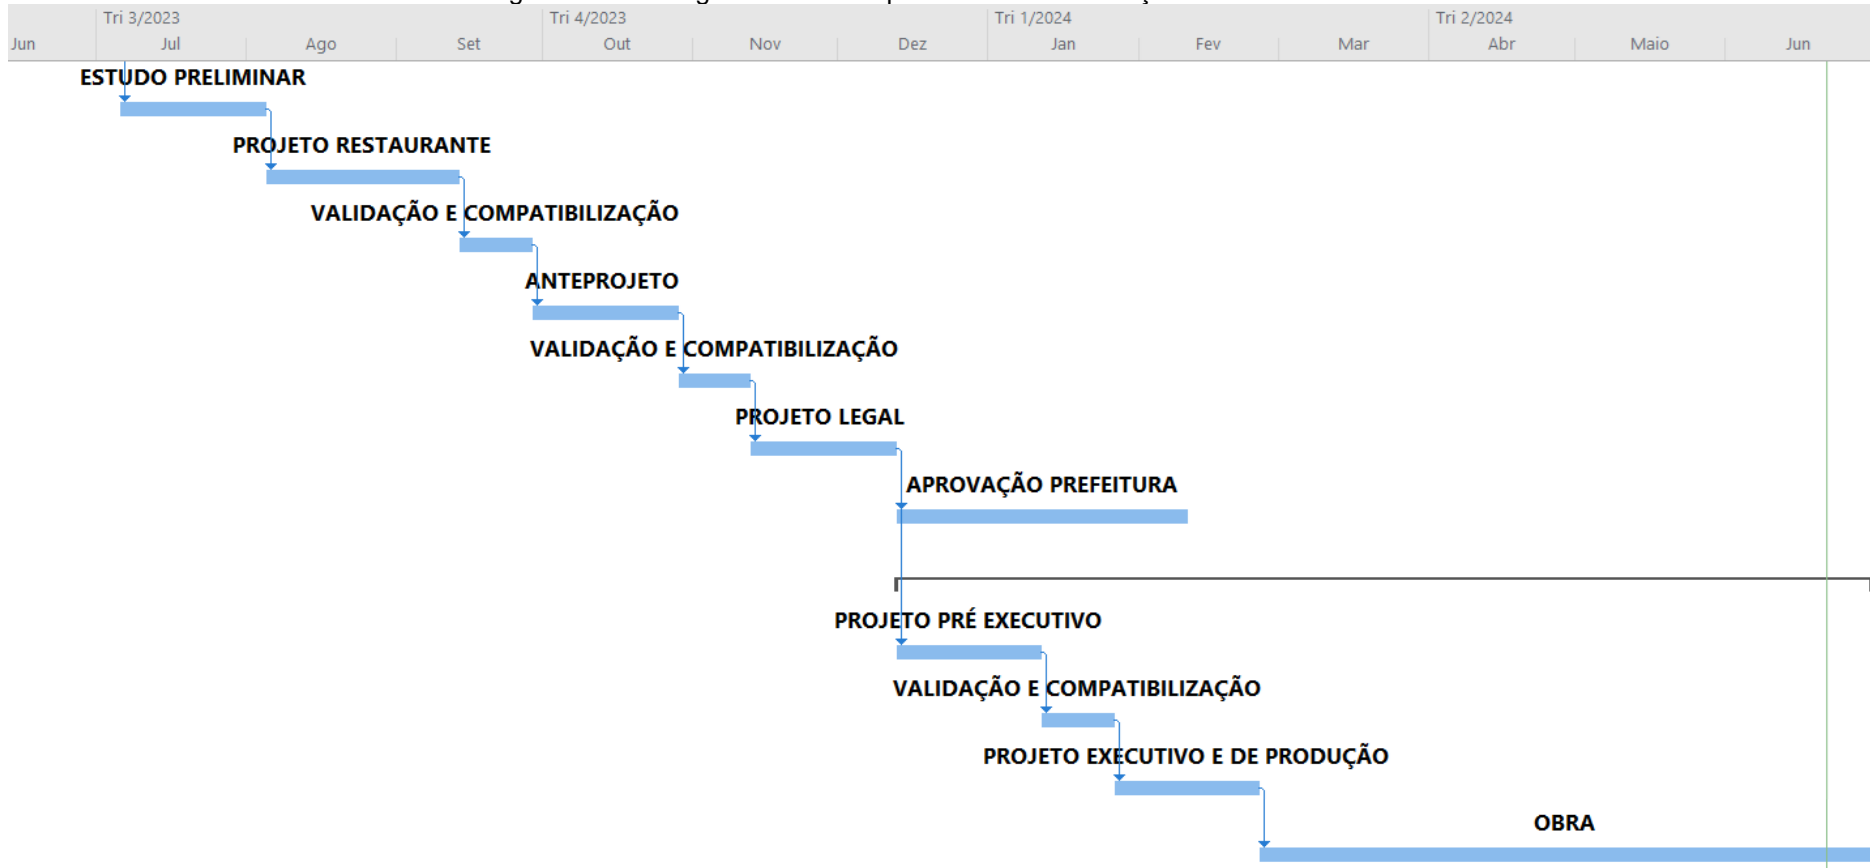 Tri 3/2023 Tri 4/2023 Tri 1/2024 Tri 2/2024
Jun Jul Ago Set Out Nov Dez Jan Fev Mar Abr Maio Jun
ESTUDO PRELIMINAR
PROJETO RESTAURANTE
VALIDAÇÃO E COMPATIBILIZAÇÃO
ANTEPROJETO
VALIDAÇÃO E COMPATIBILIZAÇÃO
PROJETO LEGAL
APROVAÇÃO PREFEITURA
PROJETO PRÉ EXECUTIVO
VALIDAÇÃO E COMPATIBILIZAÇÃO
PROJETO EXECUTIVO E DE PRODUÇÃO
OBRA